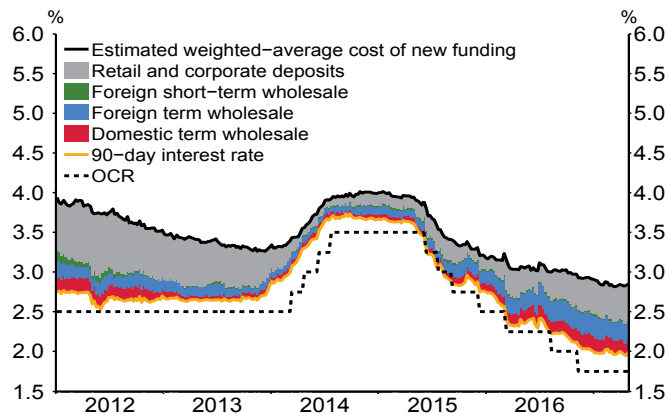 % %
6.0 6.0
Estimated weighted−average cost of new funding
Retail and corporate deposits
5.5 5.5
Foreign short−term wholesale
5.0 5.0
Foreign term wholesale
Domestic term wholesale
4.5 4.5
90−day interest rate
OCR
4.0 4.0
3.5 3.5
3.0 3.0
2.5 2.5
2.0 2.0
1.5 1.5
2012 2013 2014 2015 2016